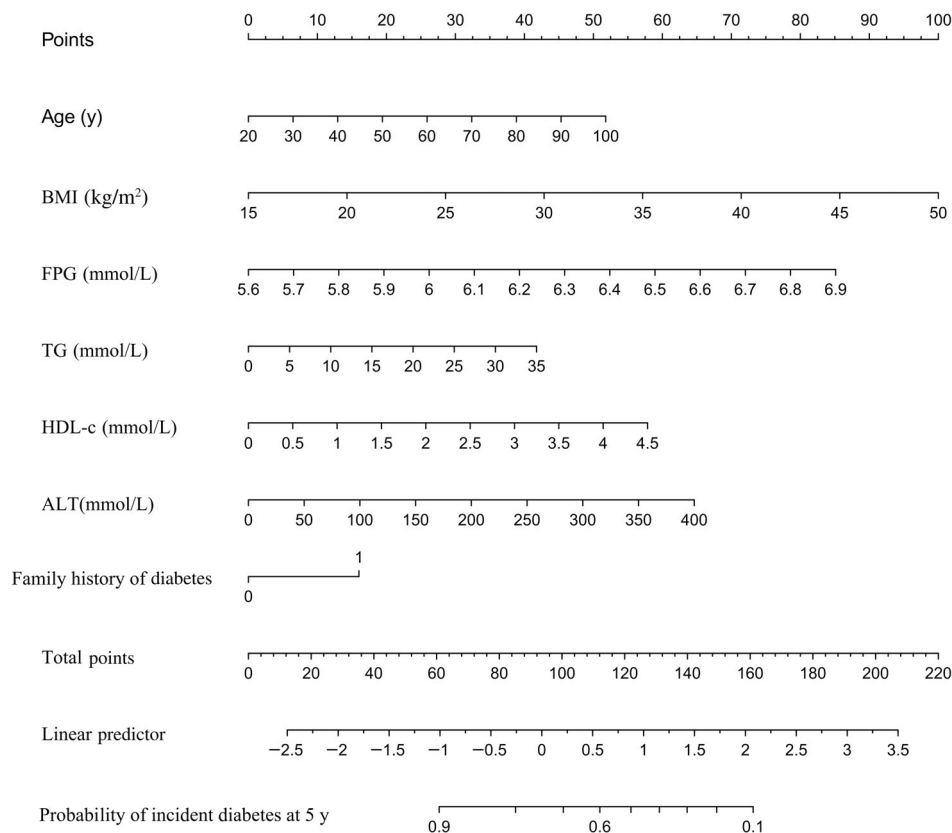 0 10 20 30 40 50 60 70 80 90 100
Points
Age (y)
20 30 40 50 60 70 80 90 100
BMI (kg/m²)
15 20 25 30 35 40 45 50
FPG (mmol/L)
5.6 5.7 5.8 5.9 6 6.1 6.2 6.3 6.4 6.5 6.6 6.7 6.8 6.9
TG (mmol/L)
0 5 10 15 20 25 30 35
HDL-c (mmol/L)
0 0.5 1 1.5 2 2.5 3 3.5 4 4.5
ALT(mmol/L)
0 50 100 150 200 250 300 350 400
1
Family history of diabetes
0
Total points
0 20 40 60 80 100 120 140 160 180 200 220
Linear predictor
−2.5 −2 −1.5 −1 −0.5 0 0.5 1 1.5 2 2.5 3 3.5
Probability of incident diabetes at 5 y
0.9 0.6 0.1